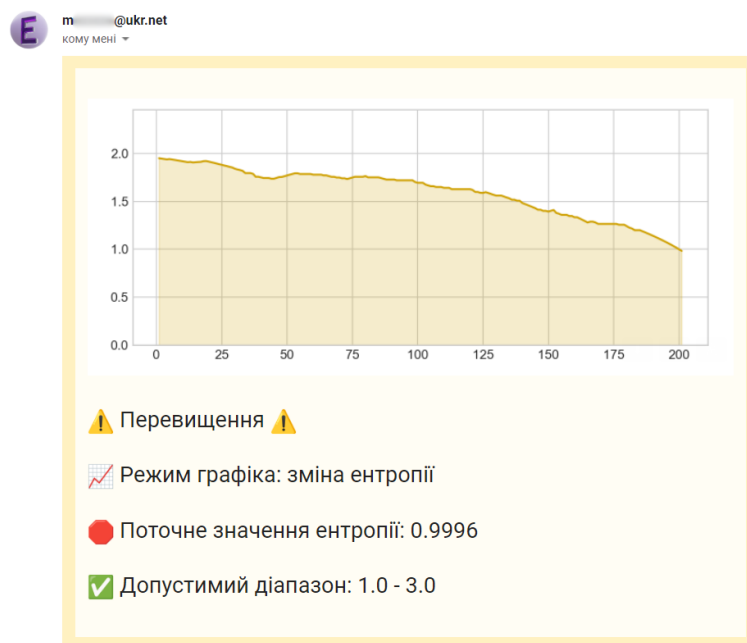 E
m @ukr.net
кому мені
2.0
1.5
1.0
0.5
0.0
0 25 50 75 100 125 150 175 200
Перевищення
Режим графіка: зміна ентропії
Поточне значення ентропії: 0.9996
Допустимий діапазон: 1.0 - 3.0